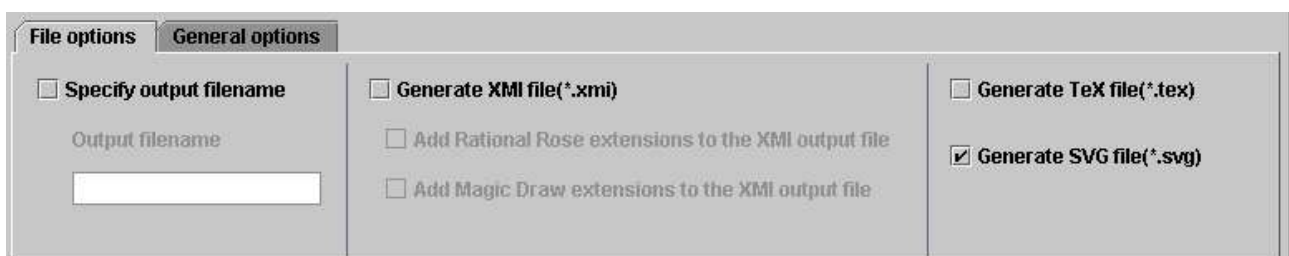 File options
General options
Specify output filename
Output filename
Generate XMI file(*.xmi)
Add Rational Rose extensions to the XMI output file
Add Magic Draw extensions to the XMI output file
Generate TeX file(*.tex)
Generate SVG file(*.svg)